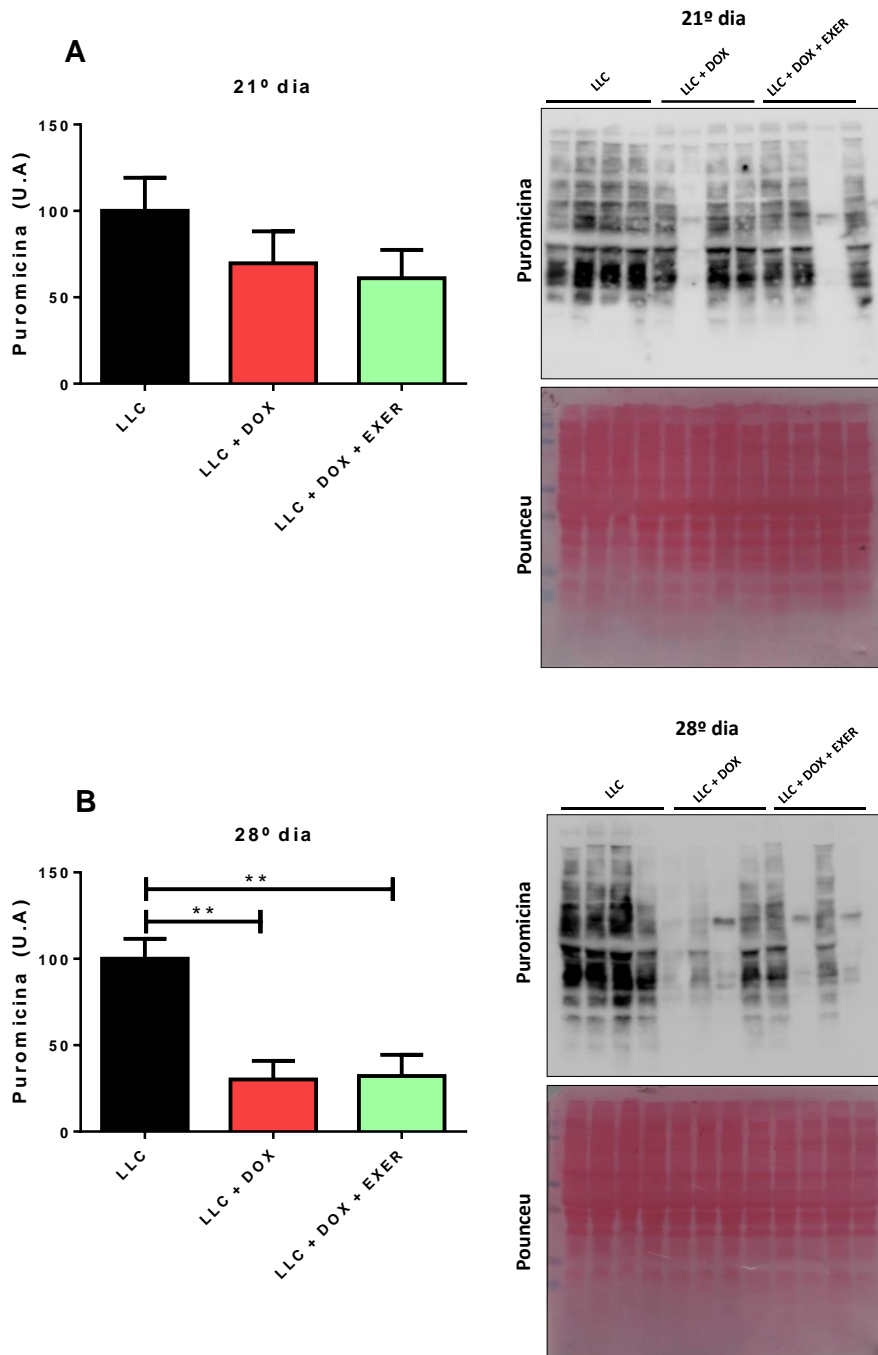 A
21º dia
Puromicina (U.A)
150
100
50
0
LLC
LLC + DOX
LLC + DOX + EXER
21º dia
LLC
LLC + DOX
LLC + DOX + EXER
Puromicina
Pounceu
B
28º dia
Puromicina (U.A)
150
100
50
0
**
**
LLC
LLC + DOX
LLC + DOX + EXER
28º dia
LLC
LLC + DOX
LLC + DOX + EXER
Puromicina
Pounceu